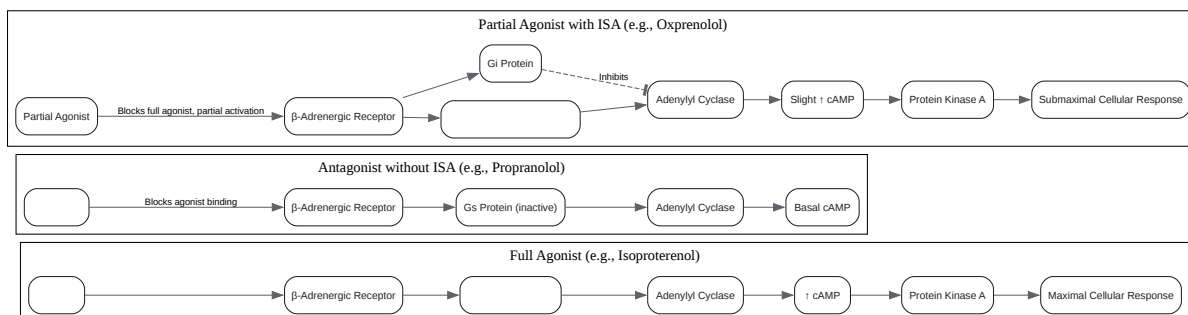 Partial Agonist with ISA (e.g., Oxprenolol)
Gi Protein
Inhibits
Partial Agonist
Blocks full agonist, partial activation
β-Adrenergic Receptor
Adenylyl Cyclase
Slight ↑ cAMP
Protein Kinase A
Submaximal Cellular Response
Antagonist without ISA (e.g., Propranolol)
Blocks agonist binding
β-Adrenergic Receptor
Gs Protein (inactive)
Adenylyl Cyclase
Basal cAMP
Full Agonist (e.g., Isoproterenol)
β-Adrenergic Receptor
Adenylyl Cyclase
↑ cAMP
Protein Kinase A
Maximal Cellular Response